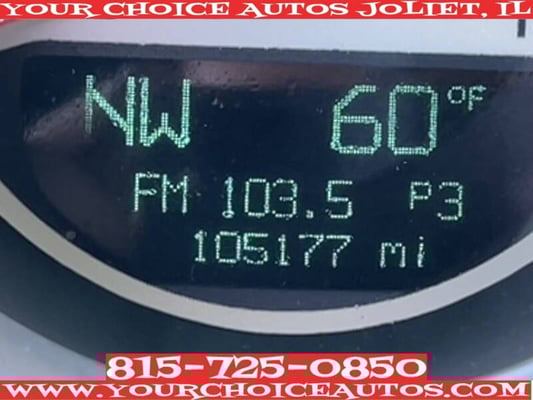 YOUR CHOICE AUTOS JOLIET, IL
NW 60°F
FM 103.5 P3
105177 mi
815-725-0850
WWW.YOURCHOICEAUTOS.COM